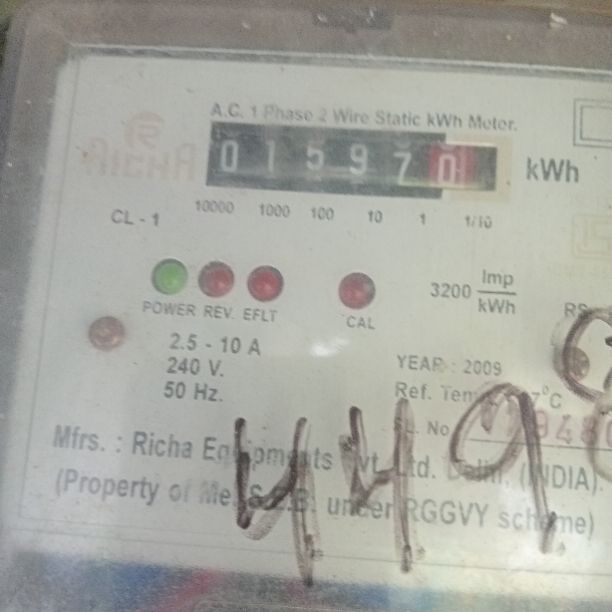 A.C. 1 Phase 2 Wire Static kWh Meter.
0 1 5 9 7 0 kWh
10000 1000 100 10 1 1/10
CL - 1
3200 Imp/kWh
POWER REV. EFLT CAL
2.5 - 10 A
240 V.
50 Hz.
YEAR : 2009
Ref. °C
No
Mfrs. : Richa Ltd. (INDIA).
(Property of under RGGVY scheme)
449